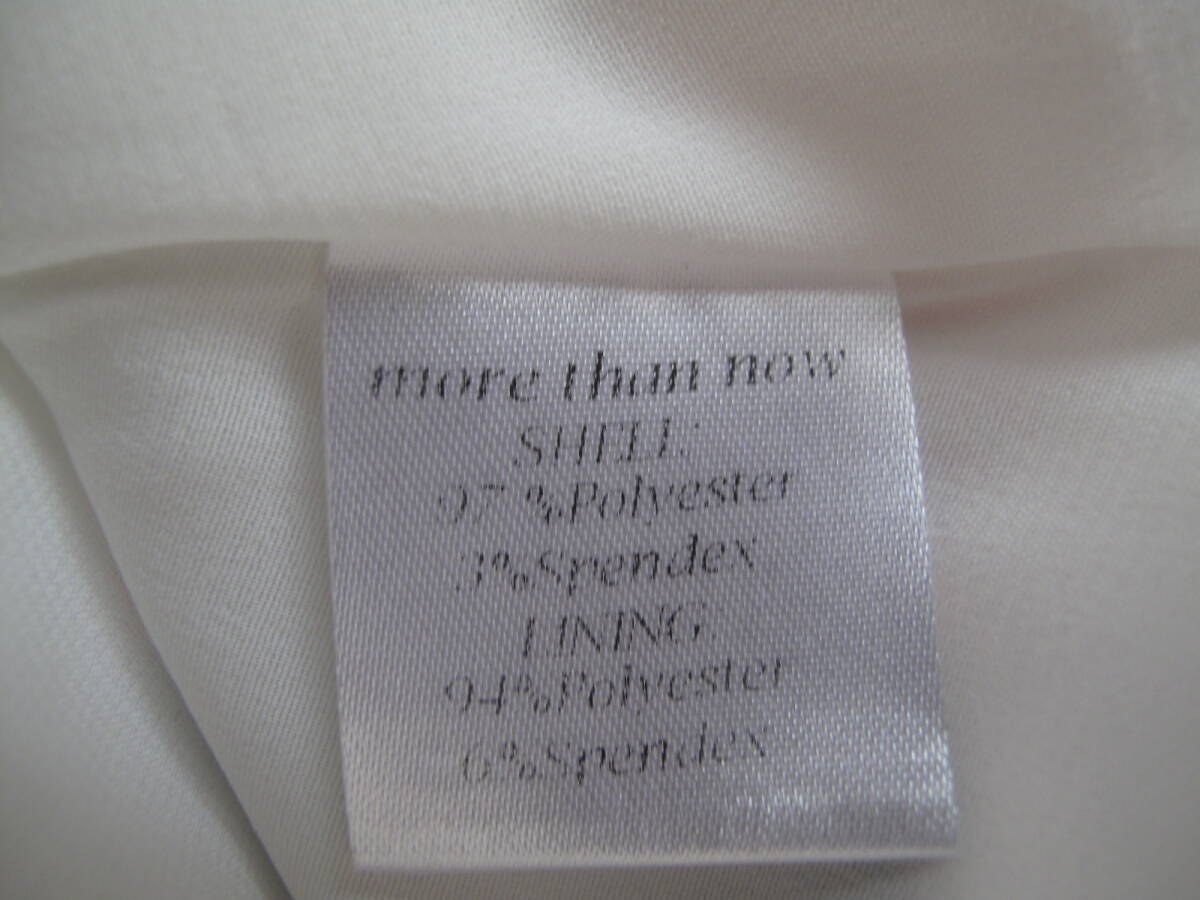 more than now
SHELL:
97%Polyester
3%Spendex
LINING:
94%Polyester
6%Spendex